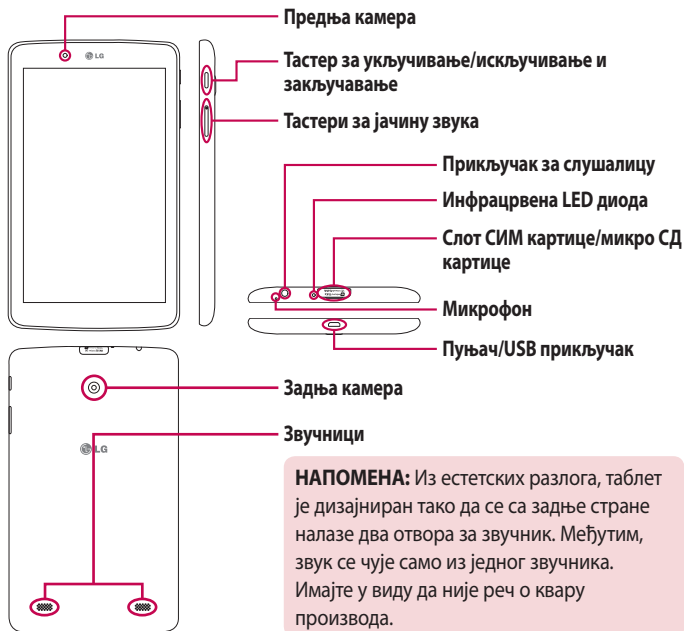 Предња камера
LG
Тастер за укључивање/искључивање и
закључавање
Тастери за јачину звука
Прикључак за слушалицу
Инфрацрвена LED диода
Слот СИМ картице/микро СД
картице
Микрофон
Пуњач/USB прикључак
Задња камера
LG
Звучници
НАПОМЕНА: Из естетских разлога, таблет
је дизајниран тако да се са задње стране
налазе два отвора за звучник. Међутим,
звук се чује само из једног звучника.
Имајте у виду да није реч о квару
производа.